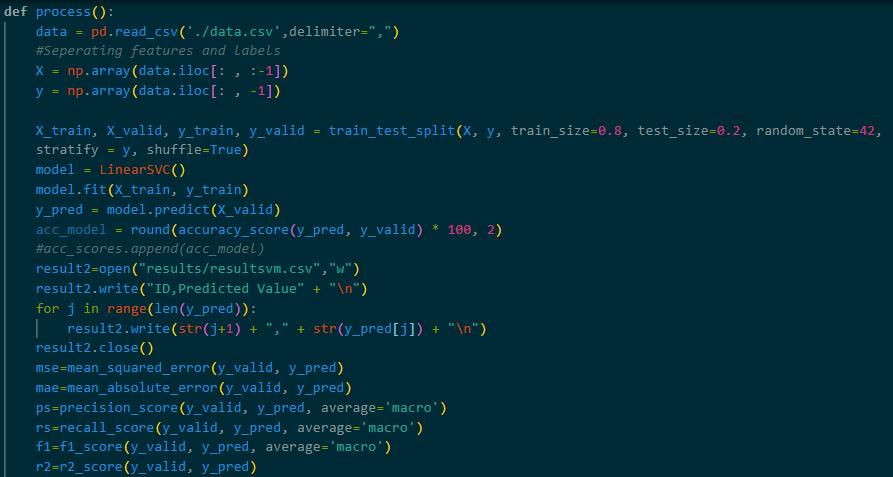 def process():
    data = pd.read_csv('./data.csv',delimiter=",")
    #Seperating features and labels
    X = np.array(data.iloc[: , :-1])
    y = np.array(data.iloc[: , -1])

    X_train, X_valid, y_train, y_valid = train_test_split(X, y, train_size=0.8, test_size=0.2, random_state=42,
    stratify = y, shuffle=True)
    model = LinearSVC()
    model.fit(X_train, y_train)
    y_pred = model.predict(X_valid)
    acc_model = round(accuracy_score(y_pred, y_valid) * 100, 2)
    #acc_scores.append(acc_model)
    result2=open("results/resultsvm.csv","w")
    result2.write("ID,Predicted Value" + "\n")
    for j in range(len(y_pred)):
        result2.write(str(j+1) + "," + str(y_pred[j]) + "\n")
    result2.close()
    mse=mean_squared_error(y_valid, y_pred)
    mae=mean_absolute_error(y_valid, y_pred)
    ps=precision_score(y_valid, y_pred, average='macro')
    rs=recall_score(y_valid, y_pred, average='macro')
    f1=f1_score(y_valid, y_pred, average='macro')
    r2=r2_score(y_valid, y_pred)